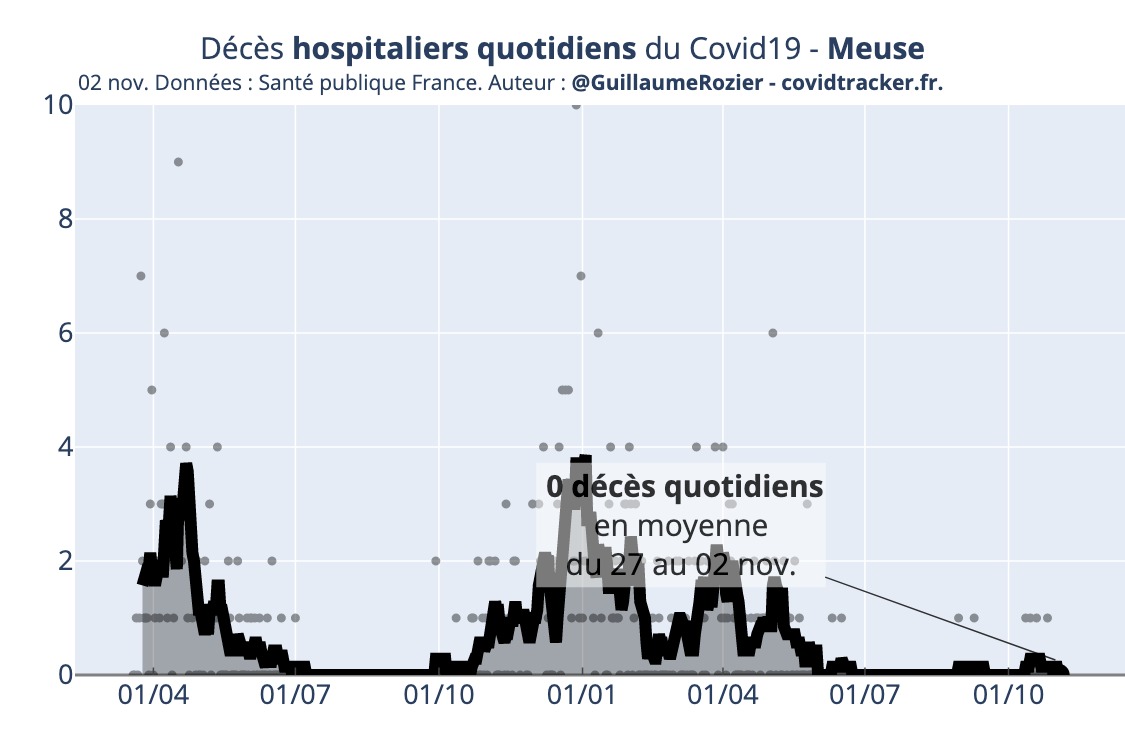 Décès hospitaliers quotidiens du Covid19 - Meuse
02 nov. Données : Santé publique France. Auteur : @GuillaumeRozier - covidtracker.fr.
10
8
6
4
2
0
0 décès quotidiens
en moyenne
du 27 au 02 nov.
01/04 01/07 01/10 01/01 01/04 01/07 01/10